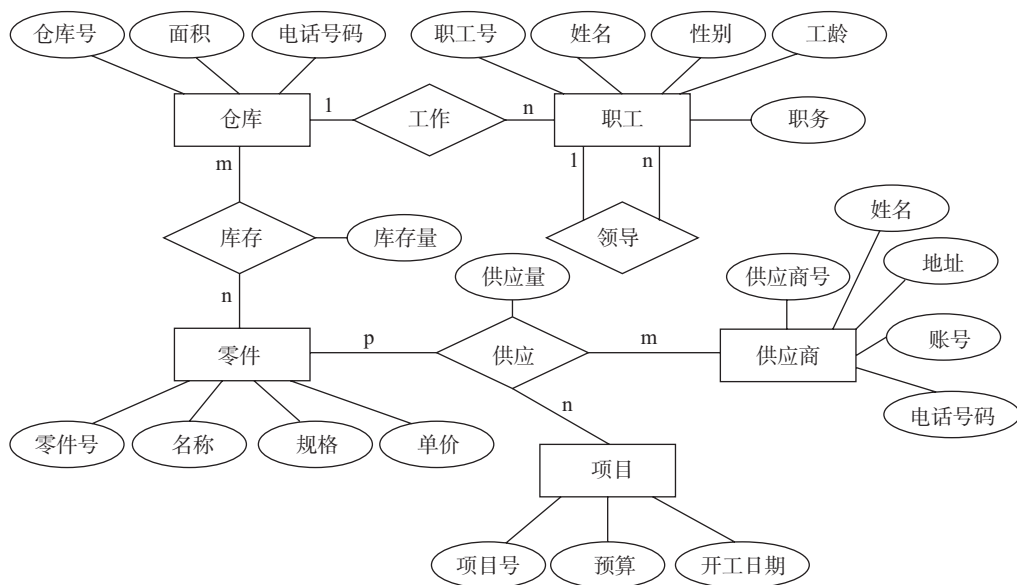 仓库号 面积 电话号码 职工号 姓名 性别 工龄
仓库 1 工作 n 职工 职务
m 1 n
姓名
库存 库存量 领导
供应量 供应商号 地址
n
零件 p 供应 m 供应商 账号
n 电话号码
零件号 名称 规格 单价
项目
项目号 预算 开工日期